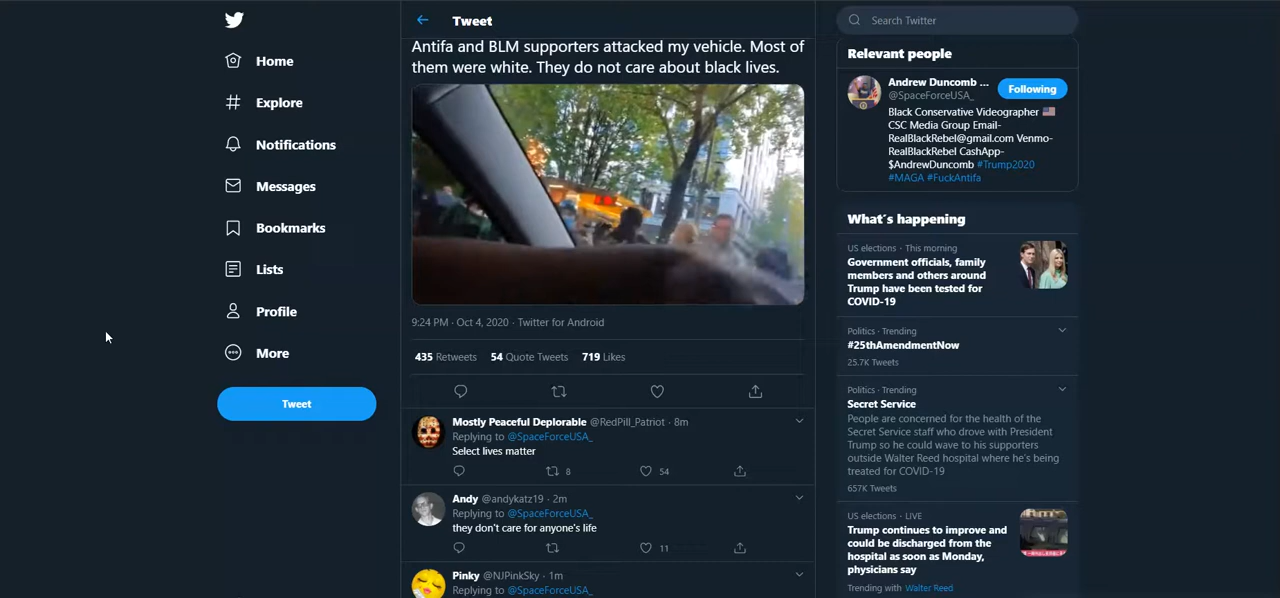 Home
Explore
Notifications
Messages
Bookmarks
Lists
Profile
More
Tweet
Tweet
Antifa and BLM supporters attacked my vehicle. Most of
them were white. They do not care about black lives.
9:24 PM · Oct 4, 2020 · Twitter for Android
435 Retweets 54 Quote Tweets 719 Likes
Mostly Peaceful Deplorable @RedPill_Patriot · 8m
Replying to @SpaceForceUSA_
Select lives matter
8 54
Andy @andykatz19 · 2m
Replying to @SpaceForceUSA_
they don't care for anyone's life
11
Pinky @NJPinkSky · 1m
Replying to @SpaceForceUSA_
Search Twitter
Relevant people
Andrew Duncomb ...
@SpaceForceUSA_
Following
Black Conservative Videographer 🇺🇸
CSC Media Group Email-
RealBlackRebel@gmail.com Venmo-
RealBlackRebel CashApp-
$AndrewDuncomb #Trump2020
#MAGA #FuckAntifa
What's happening
US elections · This morning
Government officials, family
members and others around
Trump have been tested for
COVID-19
Politics · Trending
#25thAmendmentNow
25.7K Tweets
Politics · Trending
Secret Service
People are concerned for the health of the
Secret Service staff who drove with President
Trump so he could wave to his supporters
outside Walter Reed hospital where he's being
treated for COVID-19
657K Tweets
US elections · LIVE
Trump continues to improve and
could be discharged from the
hospital as soon as Monday,
physicians say
Trending with Walter Reed